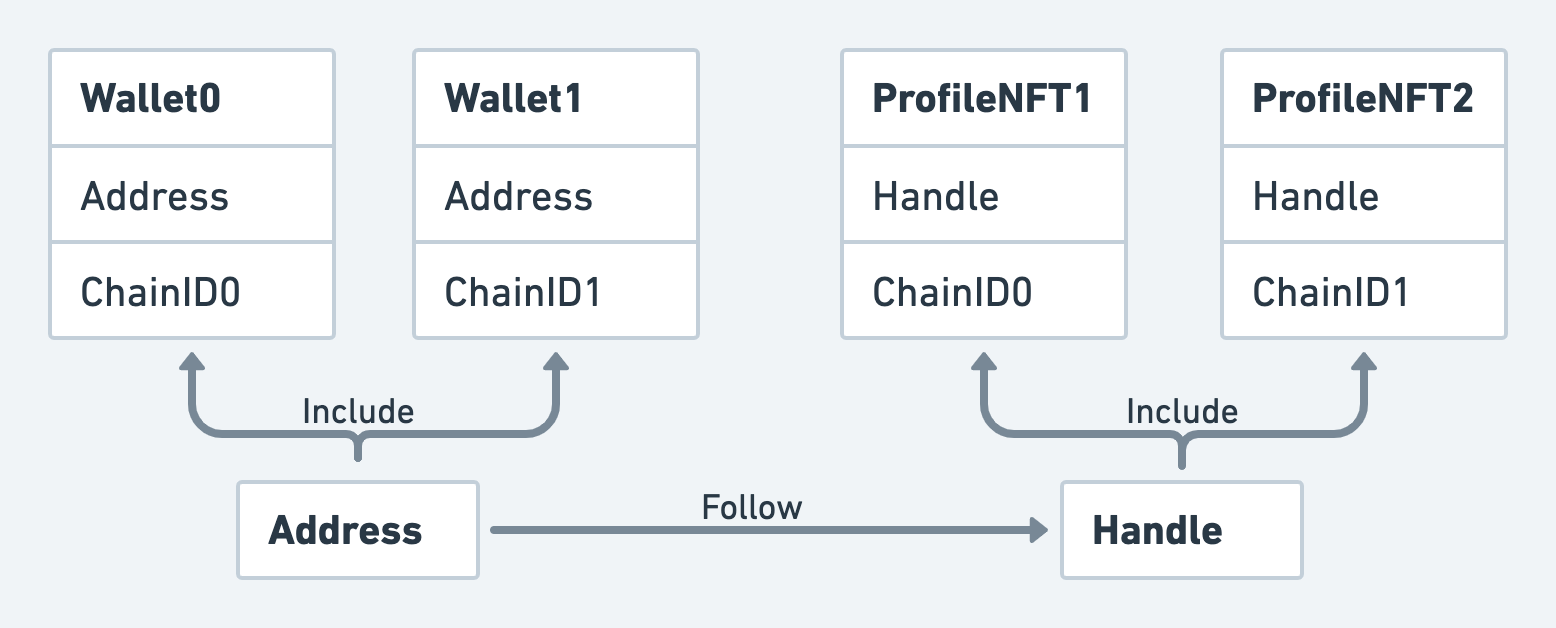 Wallet0
Address
ChainID0
Wallet1
Address
ChainID1
ProfileNFT1
Handle
ChainID0
ProfileNFT2
Handle
ChainID1
Include
Include
Address
Follow
Handle